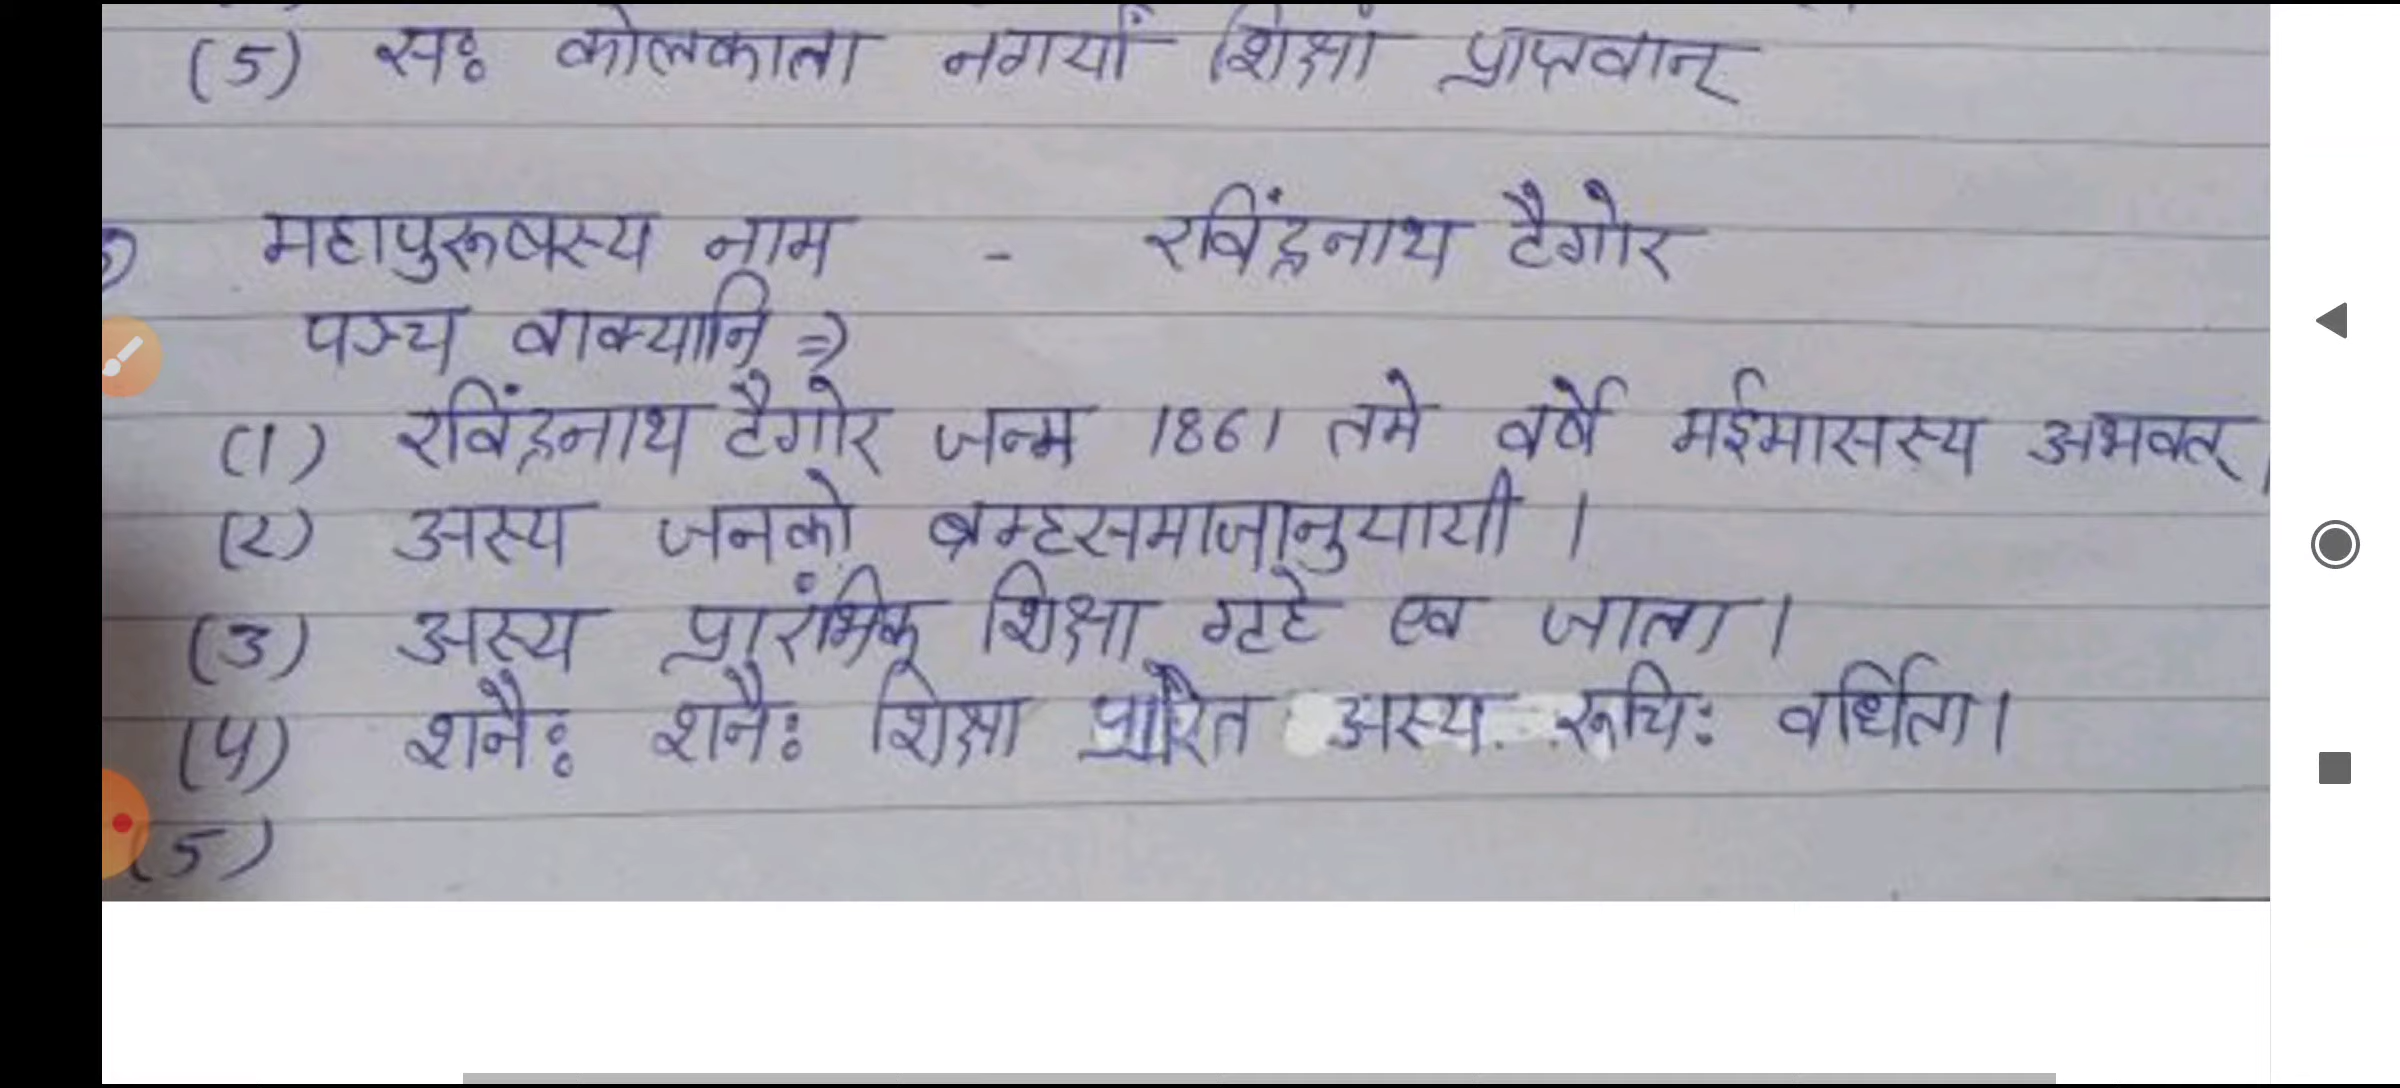 (5) सः कोलकाता नगर्यां शिक्षां प्राप्तवान्
महापुरूषस्य नाम - रविंद्रनाथ टैगोर
पञ्च वाक्यानि ⇒
(1) रविंद्रनाथ टैगोर जन्म 1861 तमे वर्षे मईमासस्य अभवत्।
(2) अस्य जनको ब्रम्हसमाजानुयायी।
(3) अस्य प्रारंभिक शिक्षा गृहे एव जाता।
(4) शनैः शनैः शिक्षा अस्य रूचिः वर्धिता।
(5)